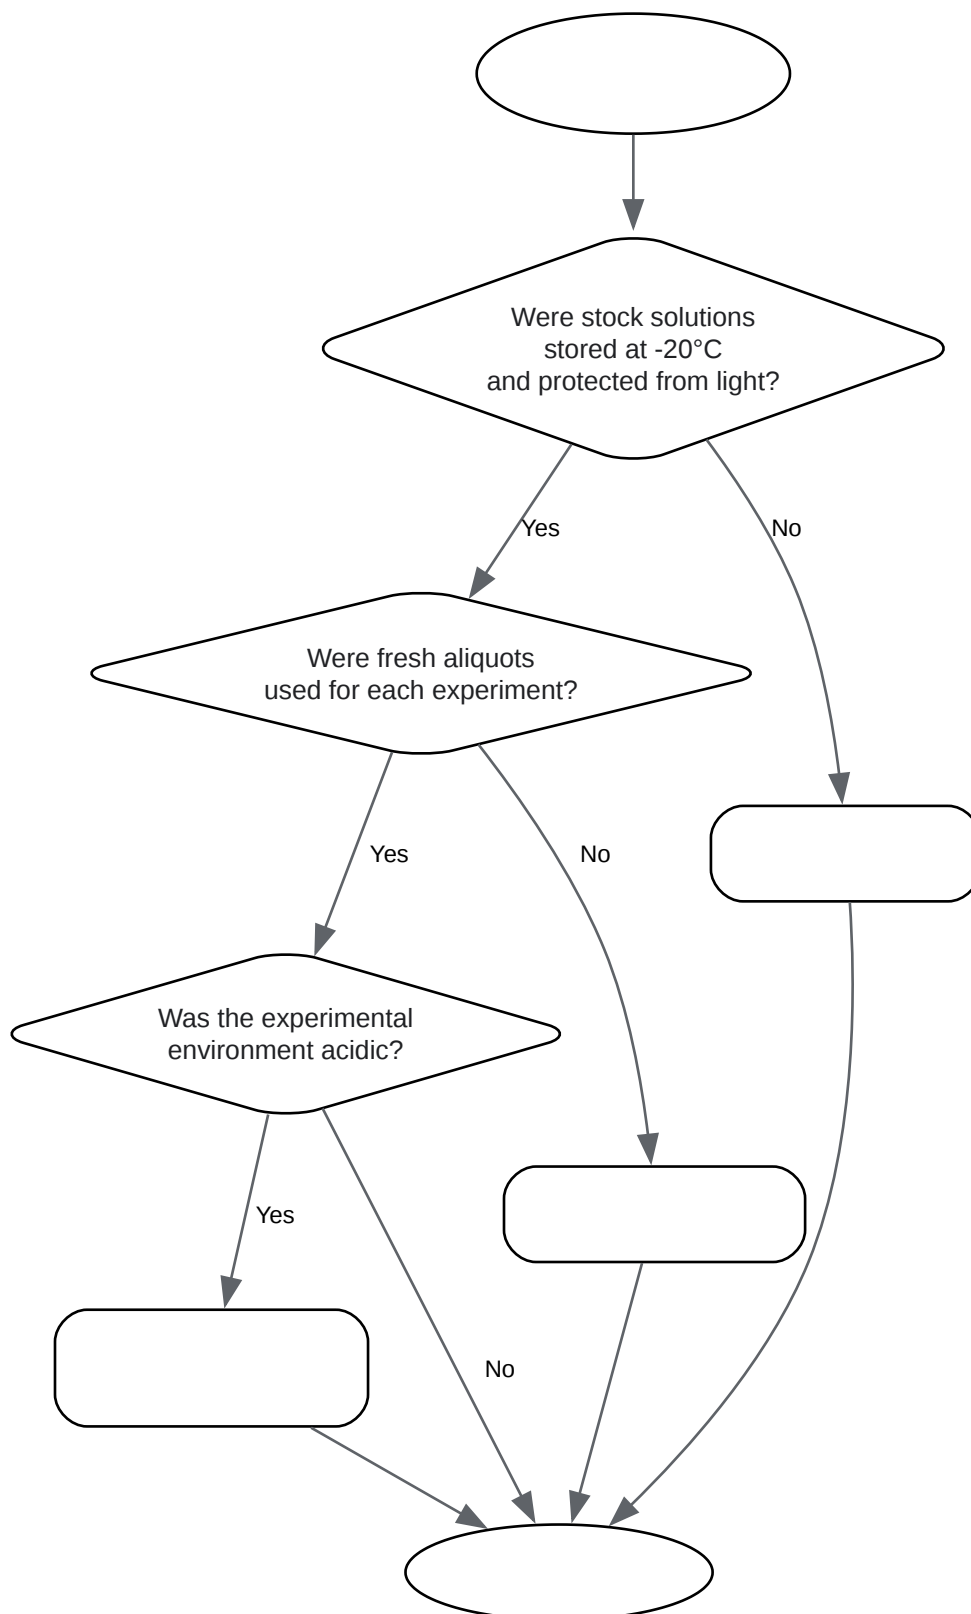 Were stock solutions
stored at -20°C
and protected from light?
Yes
No
Were fresh aliquots
used for each experiment?
Yes
No
Was the experimental
environment acidic?
Yes
No